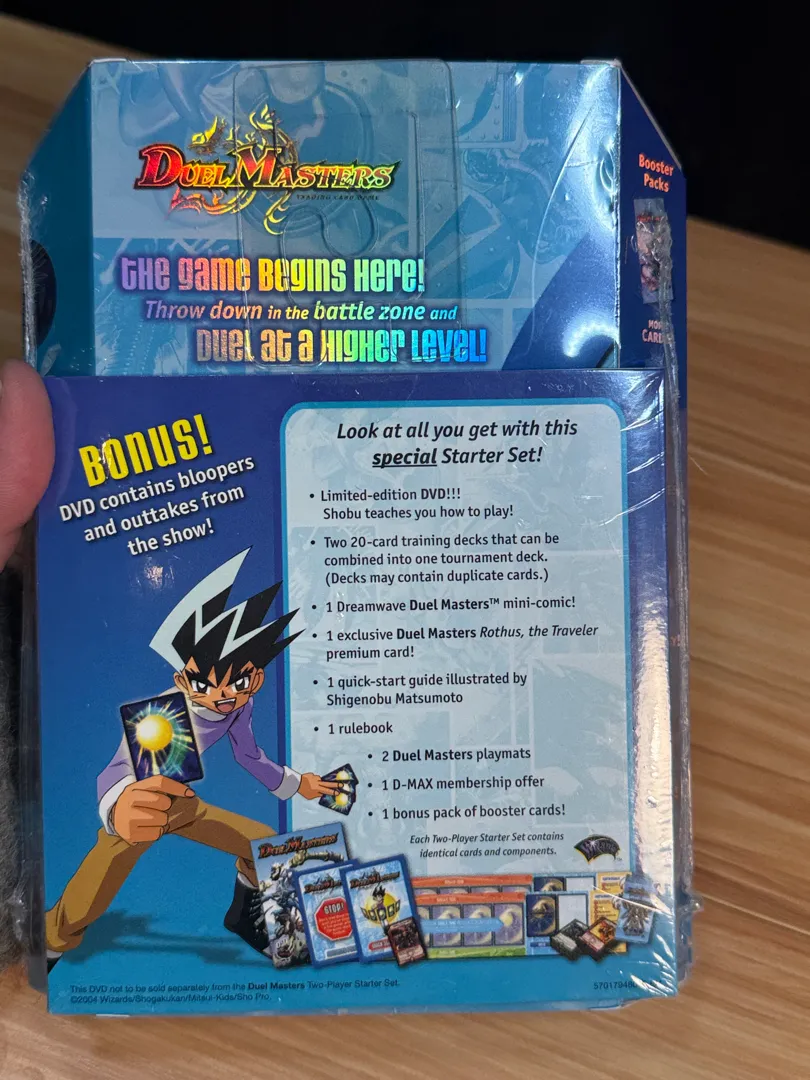 DUEL MASTERS
TRADING CARD GAME
Booster
Packs
THE GAME BEGINS HERE!
Throw down in the battle zone and
DUEL AT A HIGHER LEVEL!
BONUS!
DVD contains bloopers
and outtakes from
the show!
Look at all you get with this
special Starter Set!
• Limited-edition DVD!!!
Shobu teaches you how to play!
• Two 20-card training decks that can be
combined into one tournament deck.
(Decks may contain duplicate cards.)
• 1 Dreamwave Duel Masters™ mini-comic!
• 1 exclusive Duel Masters Rothus, the Traveler
premium card!
• 1 quick-start guide illustrated by
Shigenobu Matsumoto
• 1 rulebook
• 2 Duel Masters playmats
• 1 D-MAX membership offer
• 1 bonus pack of booster cards!
Each Two-Player Starter Set contains
identical cards and components.
DUEL MASTERS
STOP!
This DVD not to be sold separately from the Duel Masters Two-Player Starter Set.
©2004 Wizards/Shogakukan/Mitsui-Kids/Sho Pro.